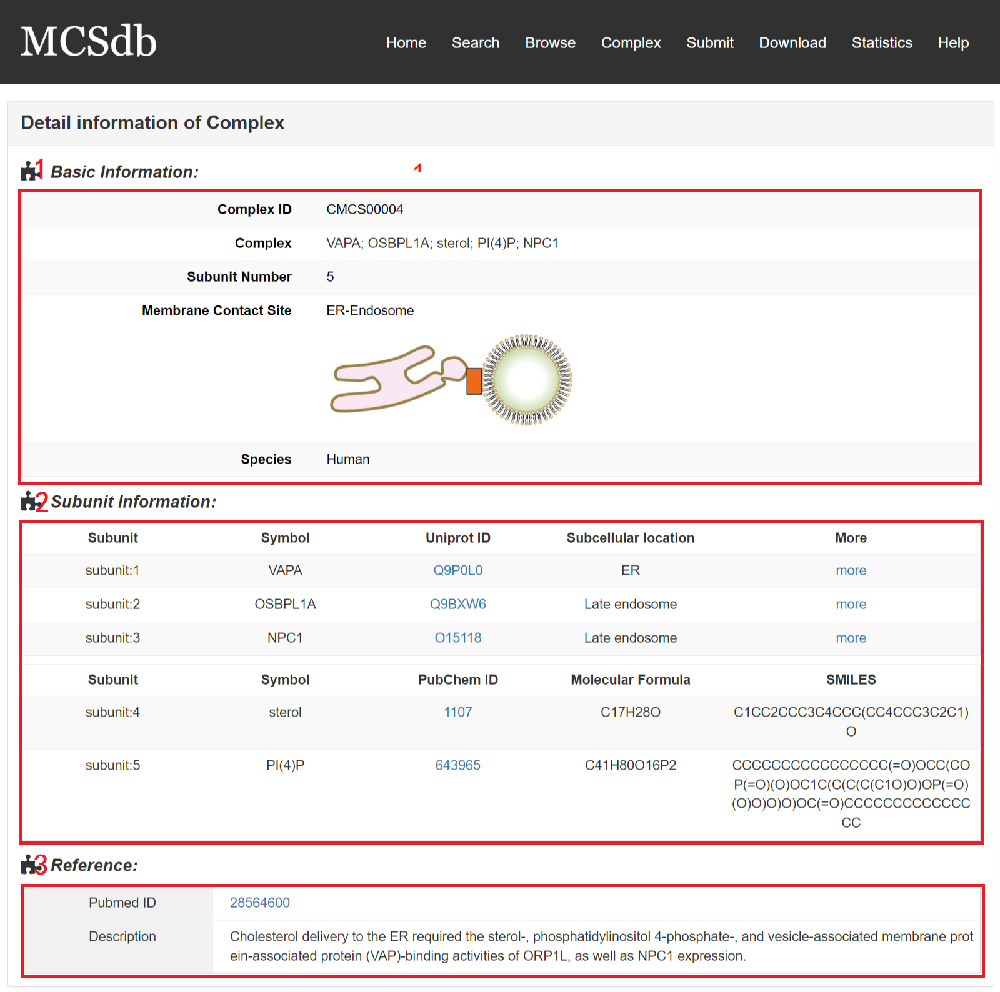 MCSdb
Home Search Browse Complex Submit Download Statistics Help
Detail information of Complex
1 Basic Information:
1
Complex ID CMCS00004
Complex VAPA; OSBPL1A; sterol; PI(4)P; NPC1
Subunit Number 5
Membrane Contact Site ER-Endosome
Species Human
2 Subunit Information:
Subunit Symbol Uniprot ID Subcellular location More
subunit:1 VAPA Q9P0L0 ER more
subunit:2 OSBPL1A Q9BXW6 Late endosome more
subunit:3 NPC1 O15118 Late endosome more
Subunit Symbol PubChem ID Molecular Formula SMILES
subunit:4 sterol 1107 C17H28O C1CC2CCC3C4CCC(CC4CCC3C2C1)
O
subunit:5 PI(4)P 643965 C41H80O16P2 CCCCCCCCCCCCCCCC(=O)OCC(CO
P(=O)(O)OC1C(C(C(C(C1O)O)OP(=O)
(O)O)O)O)OC(=O)CCCCCCCCCCCCC
CC
3 Reference:
Pubmed ID 28564600
Description Cholesterol delivery to the ER required the sterol-, phosphatidylinositol 4-phosphate-, and vesicle-associated membrane prot
ein-associated protein (VAP)-binding activities of ORP1L, as well as NPC1 expression.